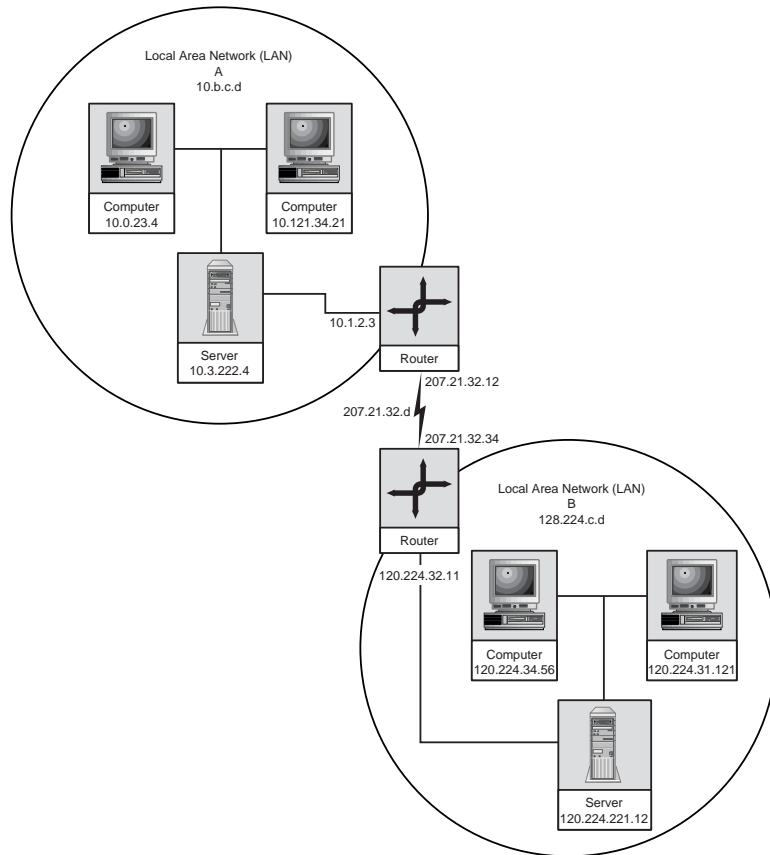 Local Area Network (LAN)
A
10.b.c.d
Computer
10.0.23.4
Computer
10.121.34.21
Server
10.3.222.4
10.1.2.3
Router
207.21.32.12
207.21.32.d
207.21.32.34
Router
120.224.32.11
Local Area Network (LAN)
B
128.224.c.d
Computer
120.224.34.56
Computer
120.224.31.121
Server
120.224.221.12